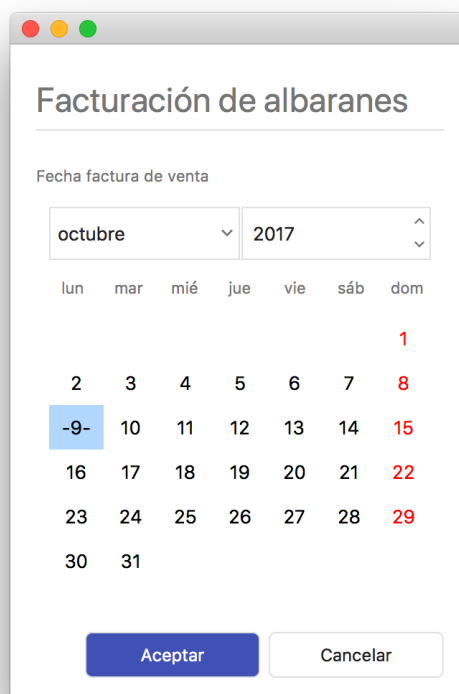 Facturación de albaranes
Fecha factura de venta
octubre 2017
lun mar mié jue vie sáb dom
1
2 3 4 5 6 7 8
-9- 10 11 12 13 14 15
16 17 18 19 20 21 22
23 24 25 26 27 28 29
30 31
Aceptar Cancelar